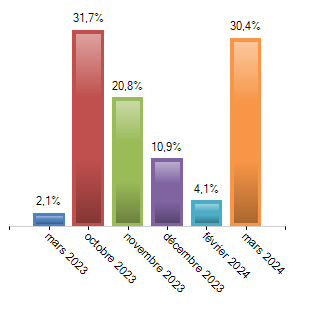 2,1%
31,7%
20,8%
10,9%
4,1%
30,4%
mars 2023
octobre 2023
novembre 2023
décembre 2023
février 2024
mars 2024